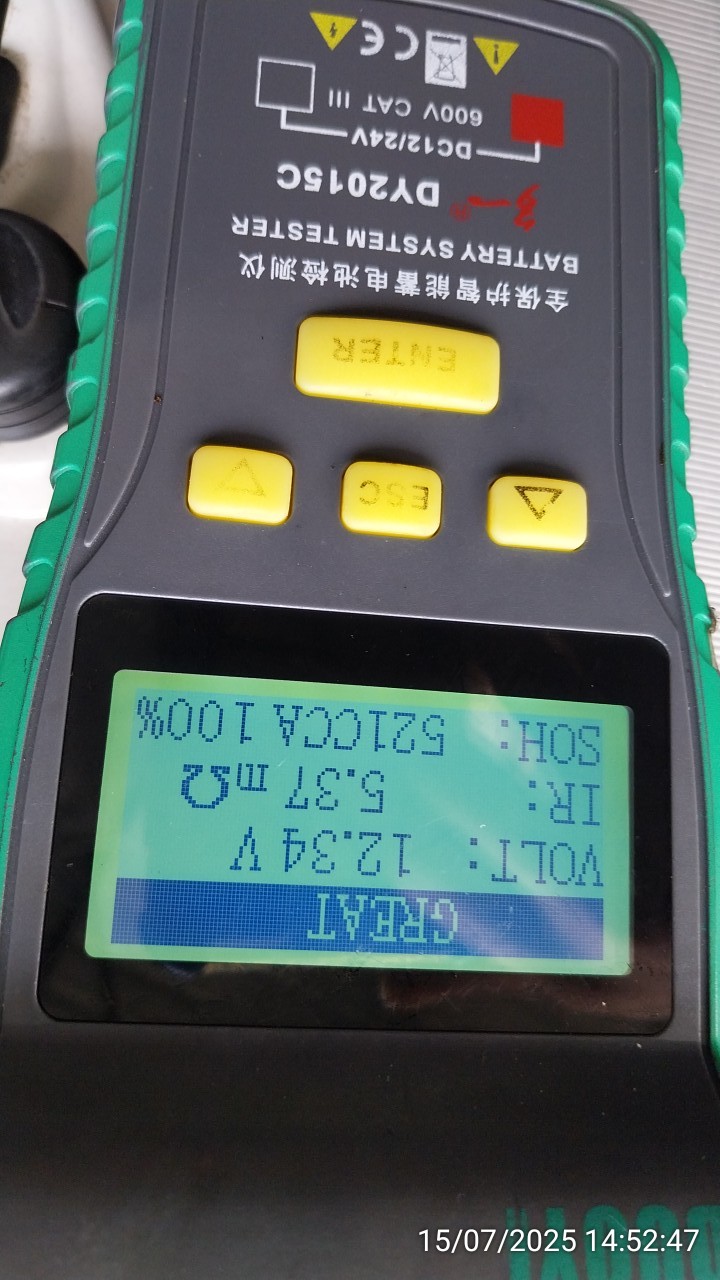 GREAT
VOLT: 12.34 V
IR: 5.37 mΩ
SOH: 521CCA 100%
ESC
ENTER
全保护智能蓄电池检测仪
BATTERY SYSTEM TESTER
DY2015C
DC12/24V
600V CAT III
CE
15/07/2025 14:52:47